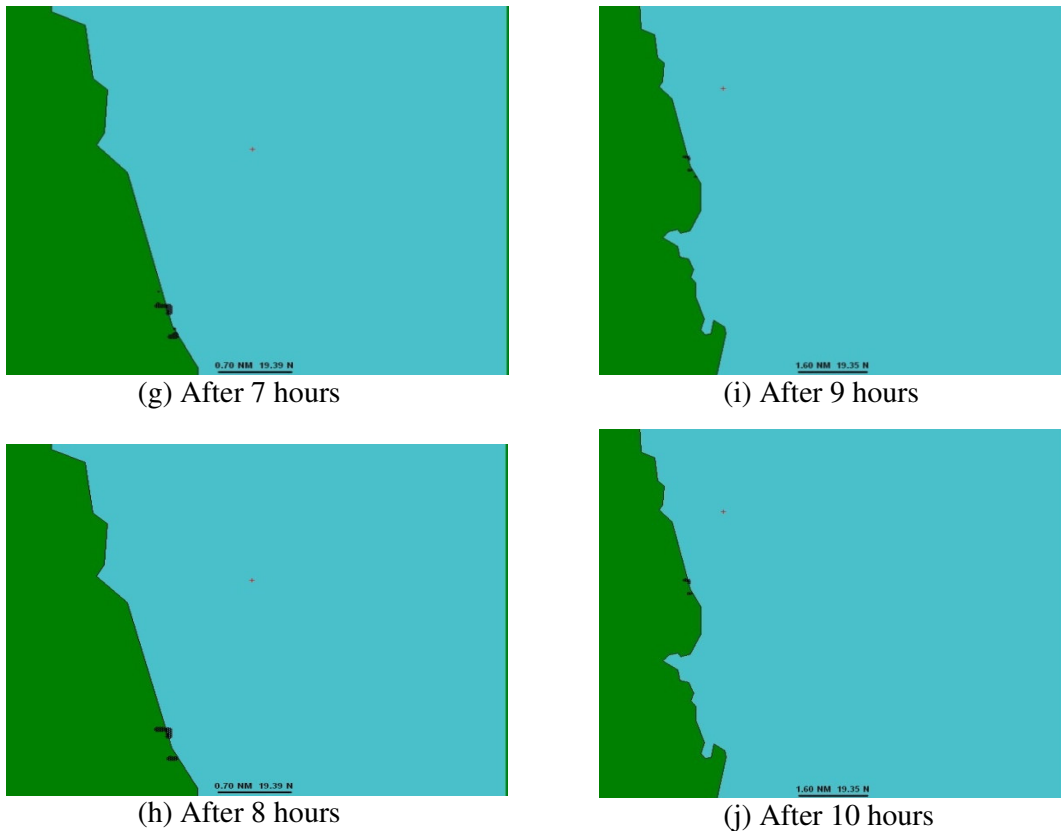 0.70 NM 19.39 N
(g) After 7 hours
0.70 NM 19.39 N
(h) After 8 hours
1.60 NM 19.35 N
(i) After 9 hours
1.60 NM 19.35 N
(j) After 10 hours